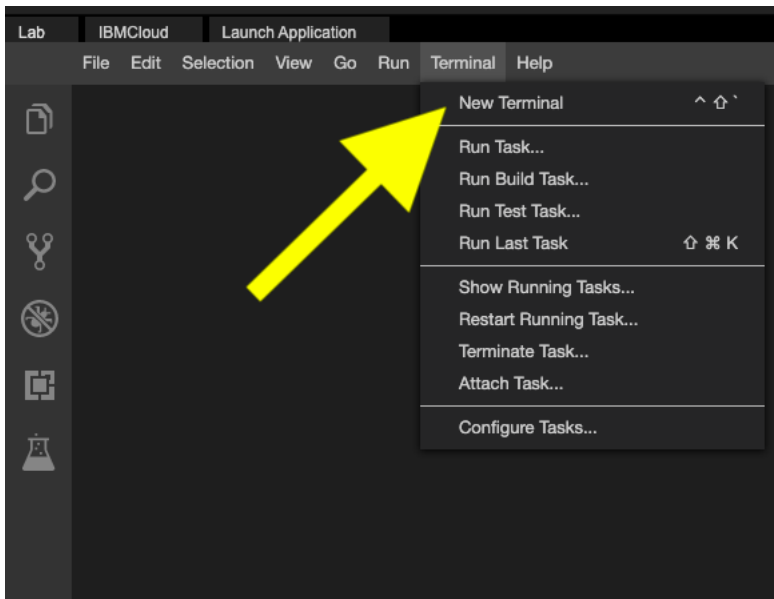 Lab IBMCloud Launch Application
File Edit Selection View Go Run Terminal Help
New Terminal ^ ⇧ `
Run Task...
Run Build Task...
Run Test Task...
Run Last Task ⇧ ⌘ K
Show Running Tasks...
Restart Running Task...
Terminate Task...
Attach Task...
Configure Tasks...